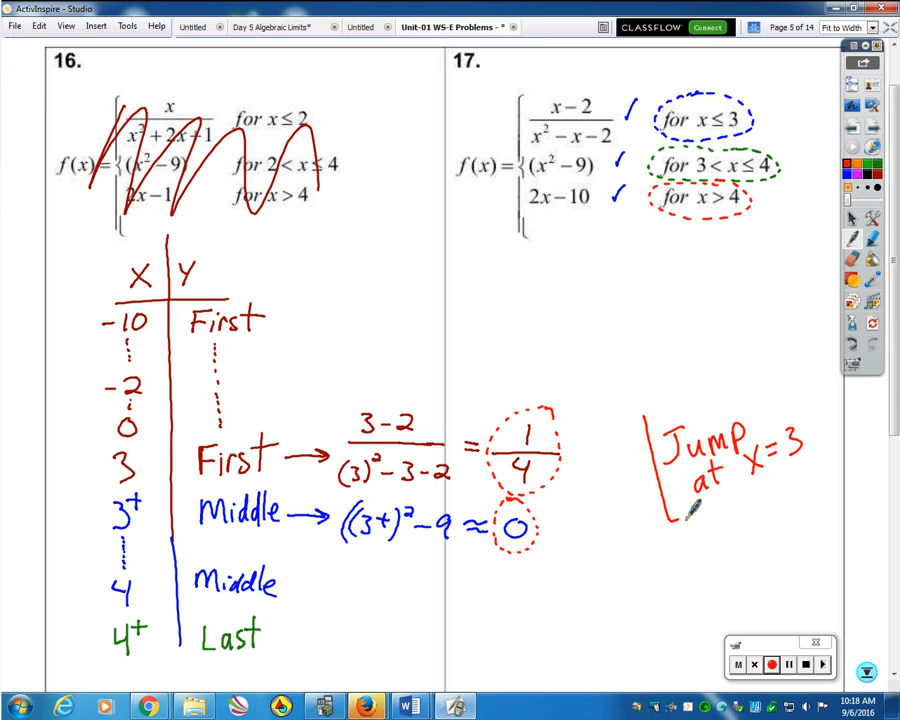 ActivInspire - Studio
File Edit View Insert Tools Help
Untitled
Day 5 Algebraic Limits*
Untitled
Unit-01 WS-E Problems - *
CLASSFLOW Connect
Page 5 of 14
Fit to Width
16.
f(x) = {
x / (x² + 2x + 1) for x ≤ 2
(x² − 9) for 2 < x ≤ 4
2x − 1 for x > 4
17.
f(x) = {
(x − 2) / (x² − x − 2) ✓ for x ≤ 3
(x² − 9) ✓ for 3 < x ≤ 4
2x − 10 ✓ for x > 4
X Y
-10 First
-2
0
3 First → (3 - 2) / ((3)² - 3 - 2) = 1/4
3⁺ Middle → ((3+)² - 9 ≈ 0
4 Middle
4⁺ Last
Jump
at x = 3
M
10:18 AM
9/6/2016